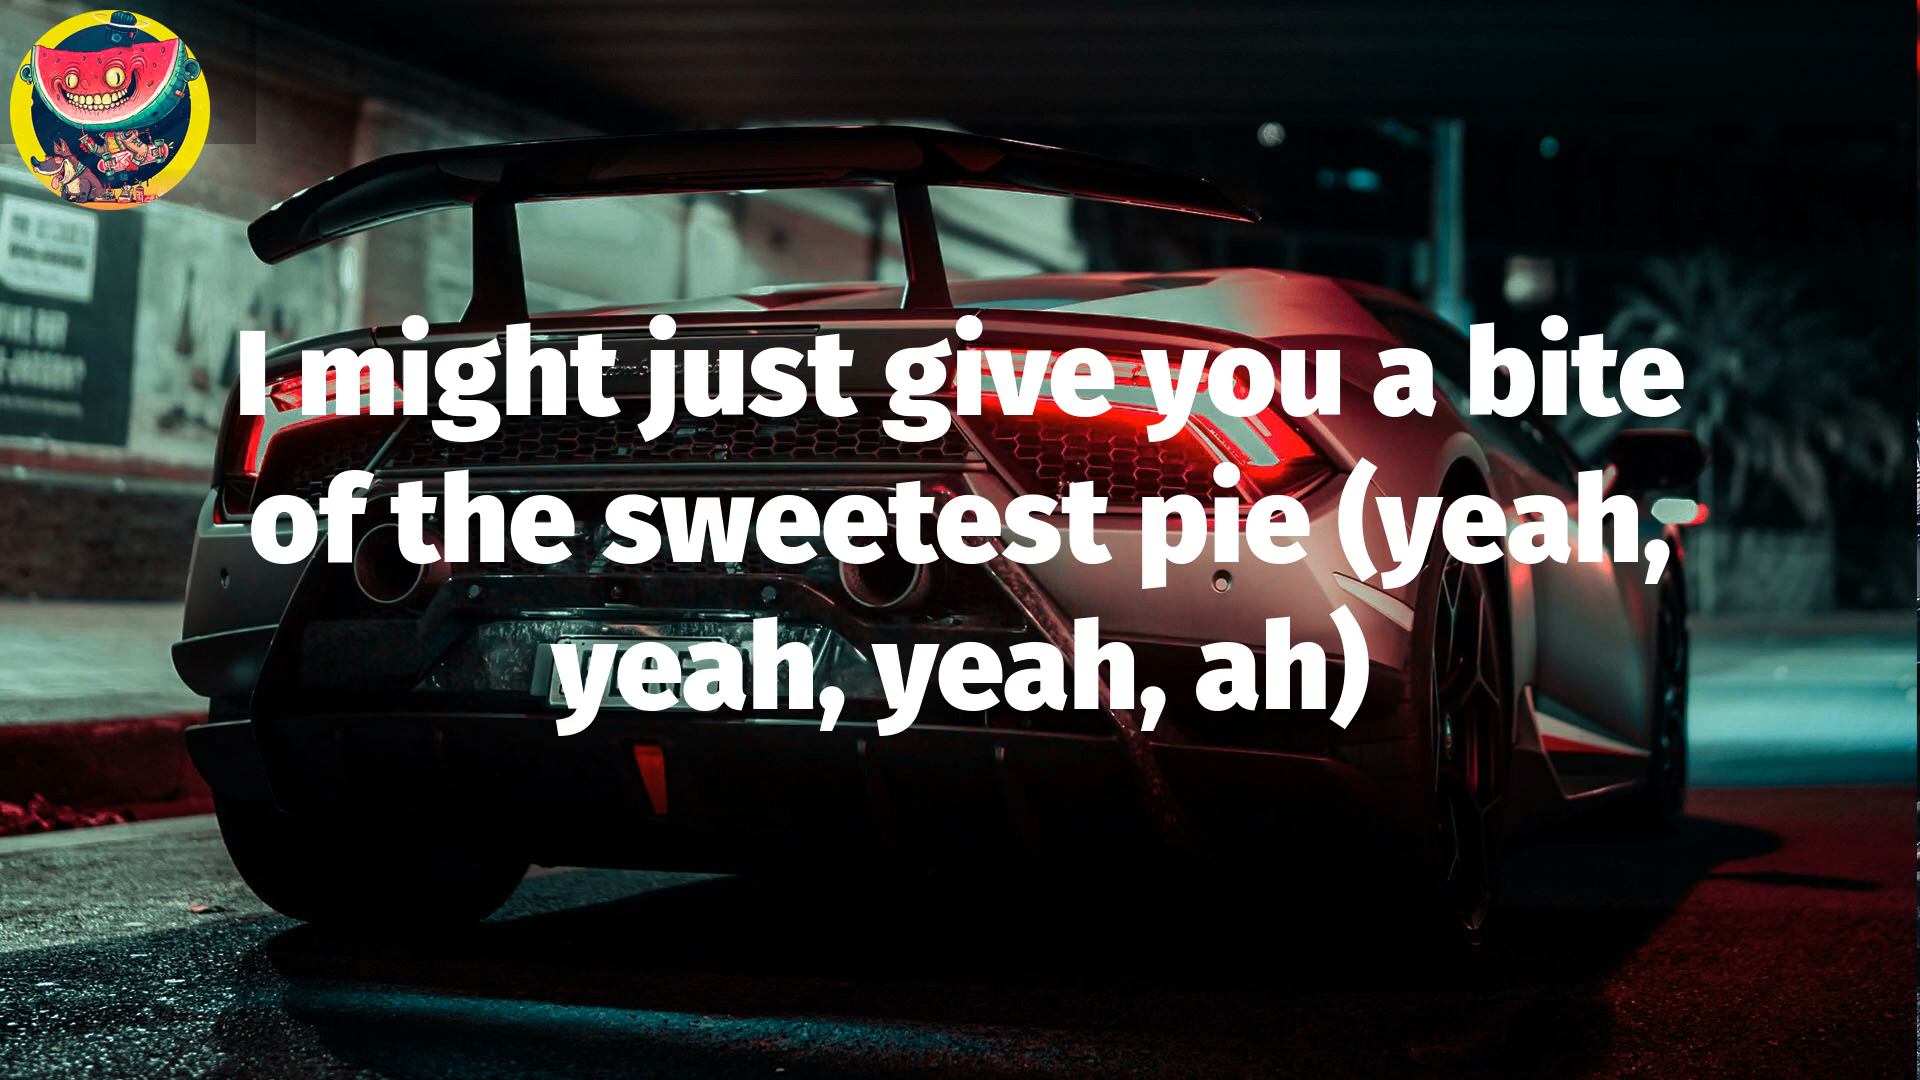 I might just give you a bite
of the sweetest pie (yeah,
yeah, yeah, ah)